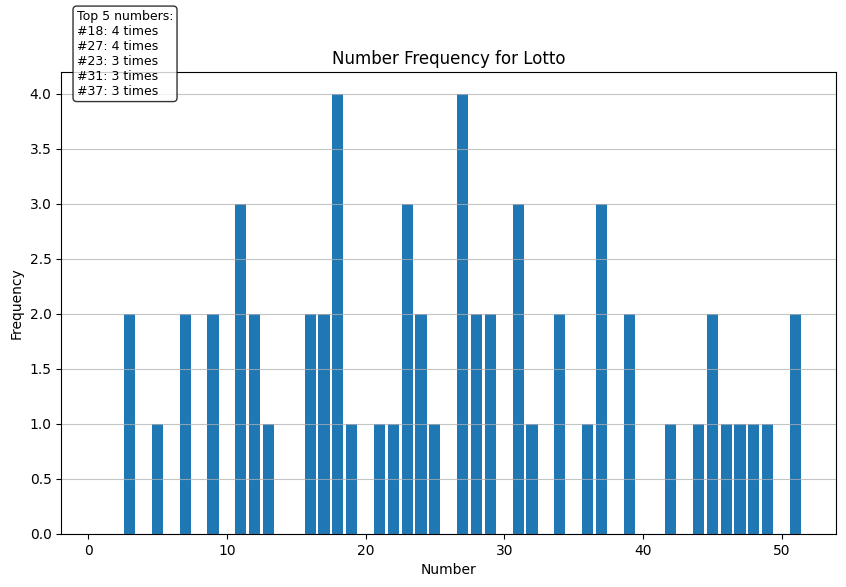 Top 5 numbers:
#18: 4 times
#27: 4 times
#23: 3 times
#31: 3 times
#37: 3 times
Number Frequency for Lotto
4.0
3.5
3.0
2.5
2.0
1.5
1.0
0.5
0.0
Frequency
0 10 20 30 40 50
Number